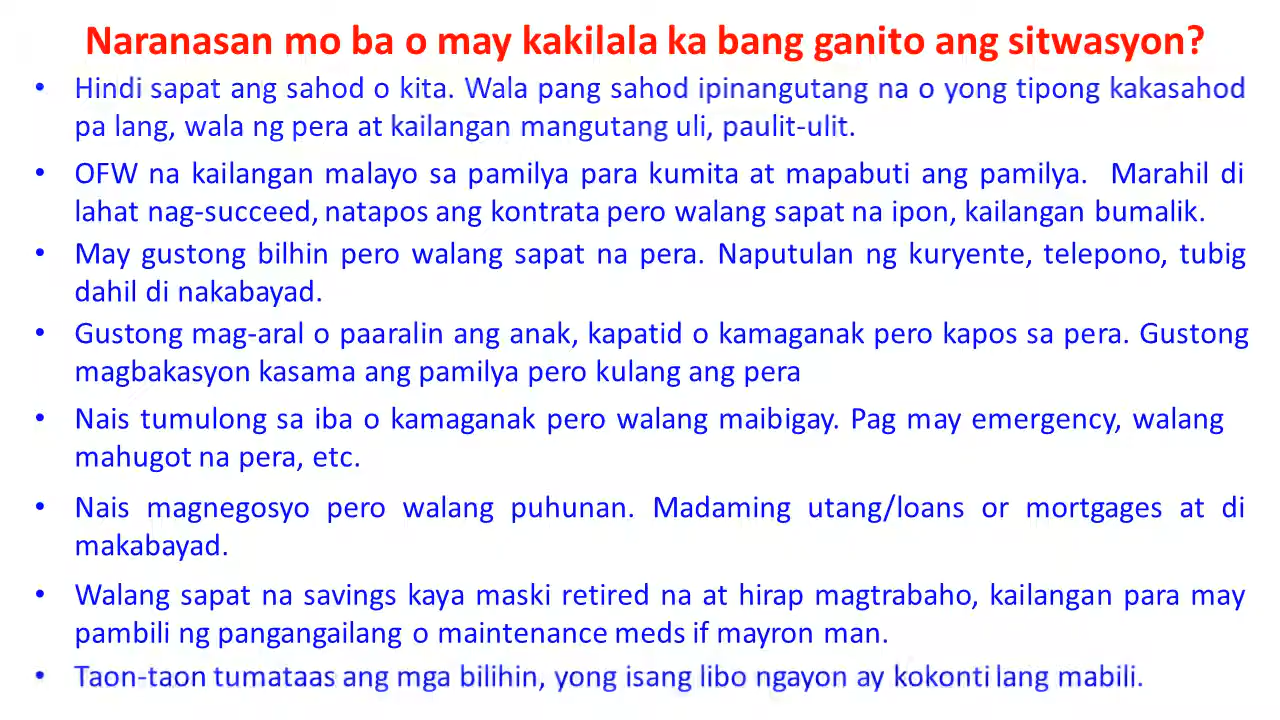 Naranasan mo ba o may kakilala ka bang ganito ang sitwasyon?
• Hindi sapat ang sahod o kita. Wala pang sahod ipinangutang na o yong tipong kakasahod
pa lang, wala ng pera at kailangan mangutang uli, paulit-ulit.
• OFW na kailangan malayo sa pamilya para kumita at mapabuti ang pamilya. Marahil di
lahat nag-succeed, natapos ang kontrata pero walang sapat na ipon, kailangan bumalik.
• May gustong bilhin pero walang sapat na pera. Naputulan ng kuryente, telepono, tubig
dahil di nakabayad.
• Gustong mag-aral o paaralin ang anak, kapatid o kamaganak pero kapos sa pera. Gustong
magbakasyon kasama ang pamilya pero kulang ang pera
• Nais tumulong sa iba o kamaganak pero walang maibigay. Pag may emergency, walang
mahugot na pera, etc.
• Nais magnegosyo pero walang puhunan. Madaming utang/loans or mortgages at di
makabayad.
• Walang sapat na savings kaya maski retired na at hirap magtrabaho, kailangan para may
pambili ng pangangailang o maintenance meds if mayron man.
• Taon-taon tumataas ang mga bilihin, yong isang libo ngayon ay kokonti lang mabili.